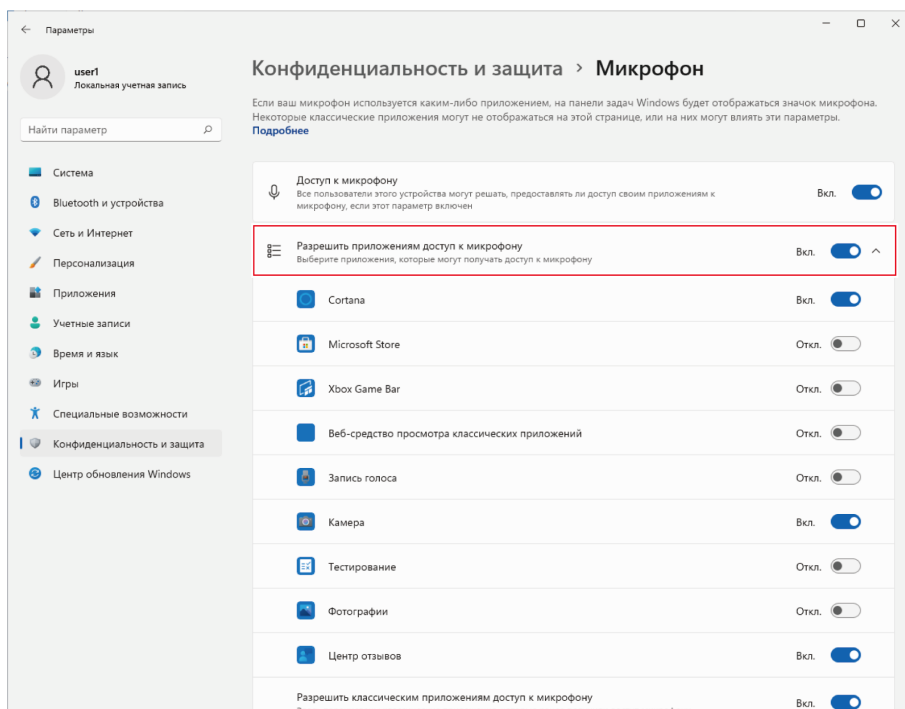 Параметры
user1
Локальная учетная запись
Найти параметр
Система
Bluetooth и устройства
Сеть и Интернет
Персонализация
Приложения
Учетные записи
Время и язык
Игры
Специальные возможности
Конфиденциальность и защита
Центр обновления Windows
Конфиденциальность и защита > Микрофон
Если ваш микрофон используется каким-либо приложением, на панели задач Windows будет отображаться значок микрофона.
Некоторые классические приложения могут не отображаться на этой странице, или на них могут влиять эти параметры.
Подробнее
Доступ к микрофону
Все пользователи этого устройства могут решать, предоставлять ли доступ своим приложениям к
микрофону, если этот параметр включен
Вкл.
Разрешить приложениям доступ к микрофону
Выберите приложения, которые могут получать доступ к микрофону
Вкл.
Cortana Вкл.
Microsoft Store Откл.
Xbox Game Bar Откл.
Веб-средство просмотра классических приложений Откл.
Запись голоса Откл.
Камера Вкл.
Тестирование Откл.
Фотографии Откл.
Центр отзывов Вкл.
Разрешить классическим приложениям доступ к микрофону Вкл.